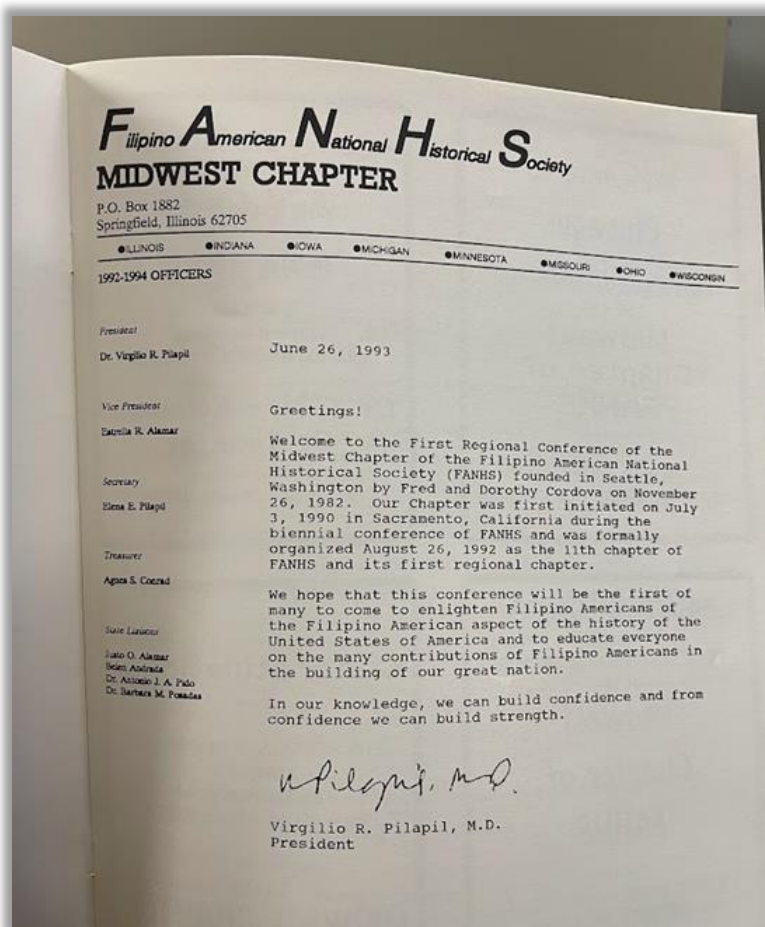 Filipino American National Historical Society
MIDWEST CHAPTER
P.O. Box 1882
Springfield, Illinois 62705
●ILLINOIS ●INDIANA ●IOWA ●MICHIGAN ●MINNESOTA ●MISSOURI ●OHIO ●WISCONSIN
1992-1994 OFFICERS
President
Dr. Virgilio R. Pilapil
Vice President
Estrella R. Alamar
Secretary
Elena E. Pilapil
Treasurer
Agnes S. Conrad
State Liaisons
Justo O. Alamar
Belen Andrada
Dr. Antonio J. A. Pido
Dr. Barbara M. Posadas
June 26, 1993
Greetings!
Welcome to the First Regional Conference of the
Midwest Chapter of the Filipino American National
Historical Society (FANHS) founded in Seattle,
Washington by Fred and Dorothy Cordova on November
26, 1982. Our Chapter was first initiated on July
3, 1990 in Sacramento, California during the
biennial conference of FANHS and was formally
organized August 26, 1992 as the 11th chapter of
FANHS and its first regional chapter.
We hope that this conference will be the first of
many to come to enlighten Filipino Americans of
the Filipino American aspect of the history of the
United States of America and to educate everyone
on the many contributions of Filipino Americans in
the building of our great nation.
In our knowledge, we can build confidence and from
confidence we can build strength.
VPilapil, M.D.
Virgilio R. Pilapil, M.D.
President